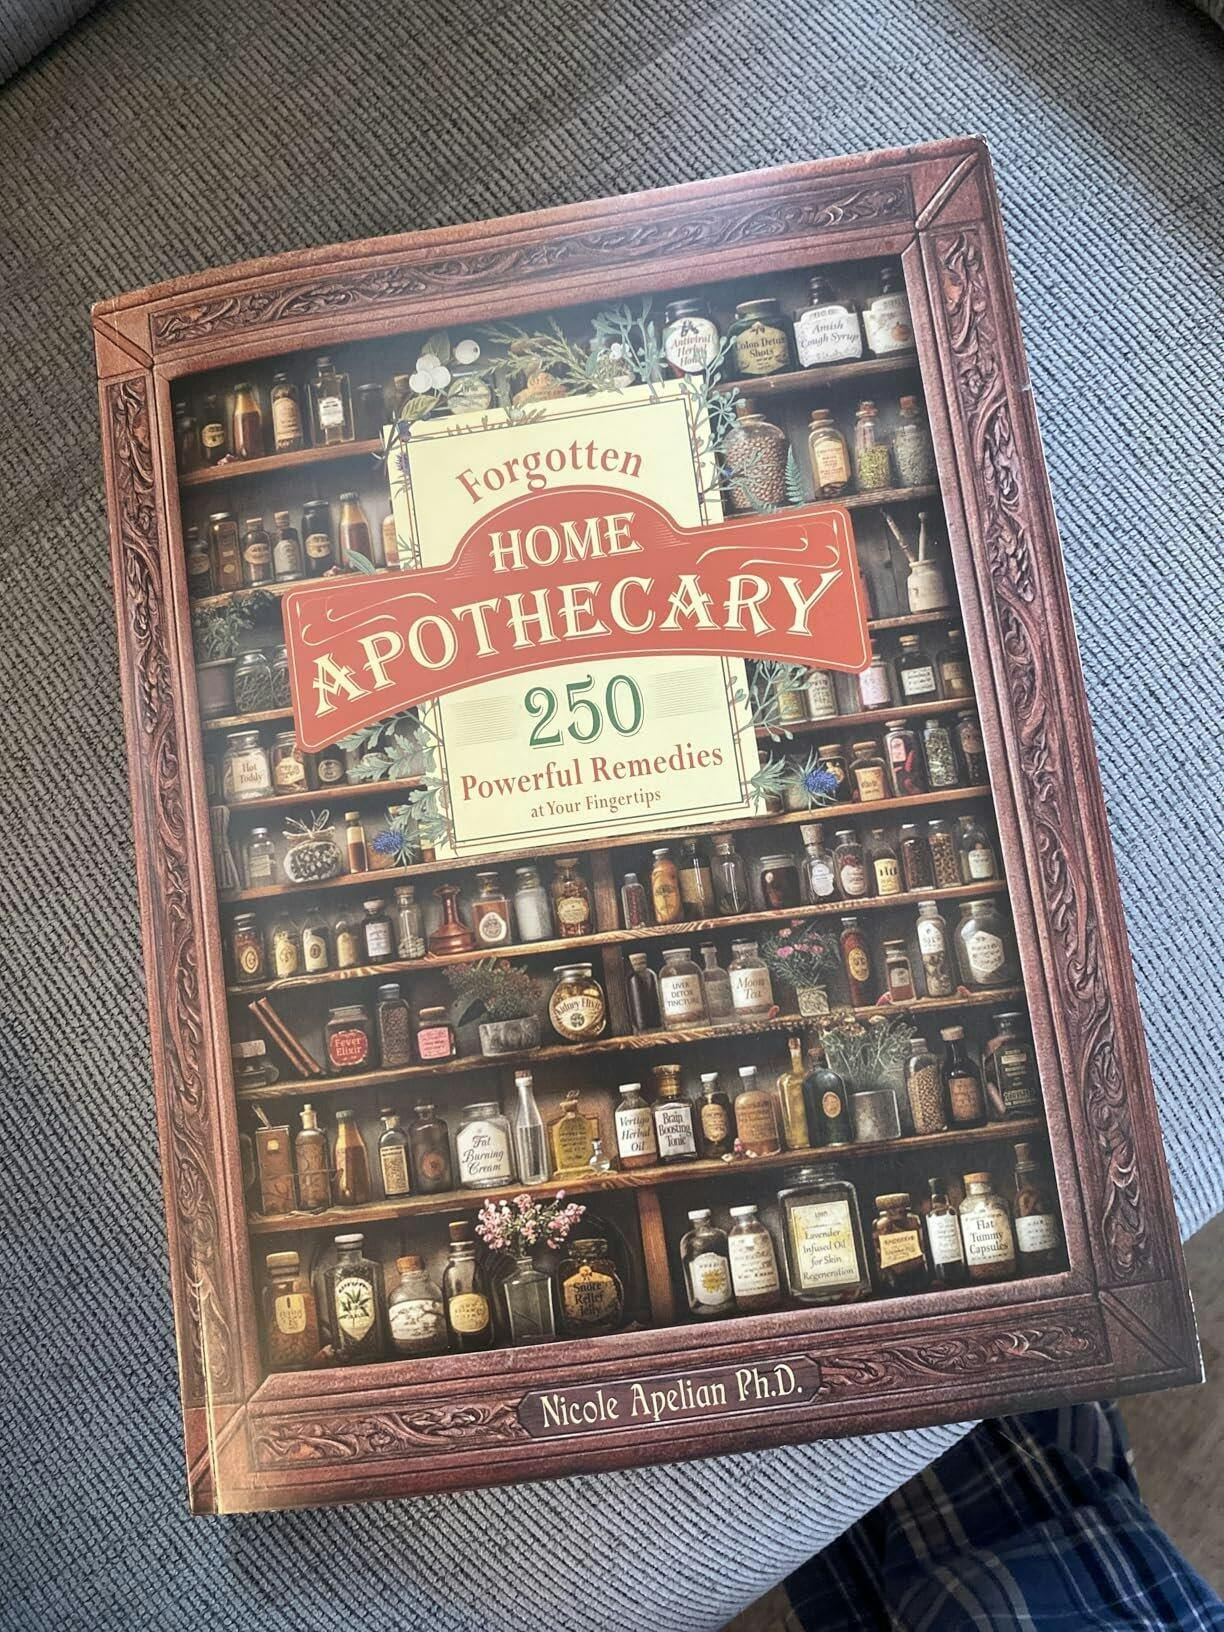 Forgotten
HOME
APOTHECARY
250
Powerful Remedies
at Your Fingertips
Antiviral
Herbal
Colon Detox
Shots
Amish
Cough Syrup
Hot
Toddy
Kidney Elixir
LIVER
DETOX
TINCTURE
Moon
Tea
Fever
Elixir
Fat
Burning
Cream
Vertigo
Herbal
Oil
Brain
Boosting
Tonic
Lavender
Infused Oil
for Skin
Regeneration
Flat
Tummy
Capsules
Relief
Jelly
Nicole Apelian Ph.D.